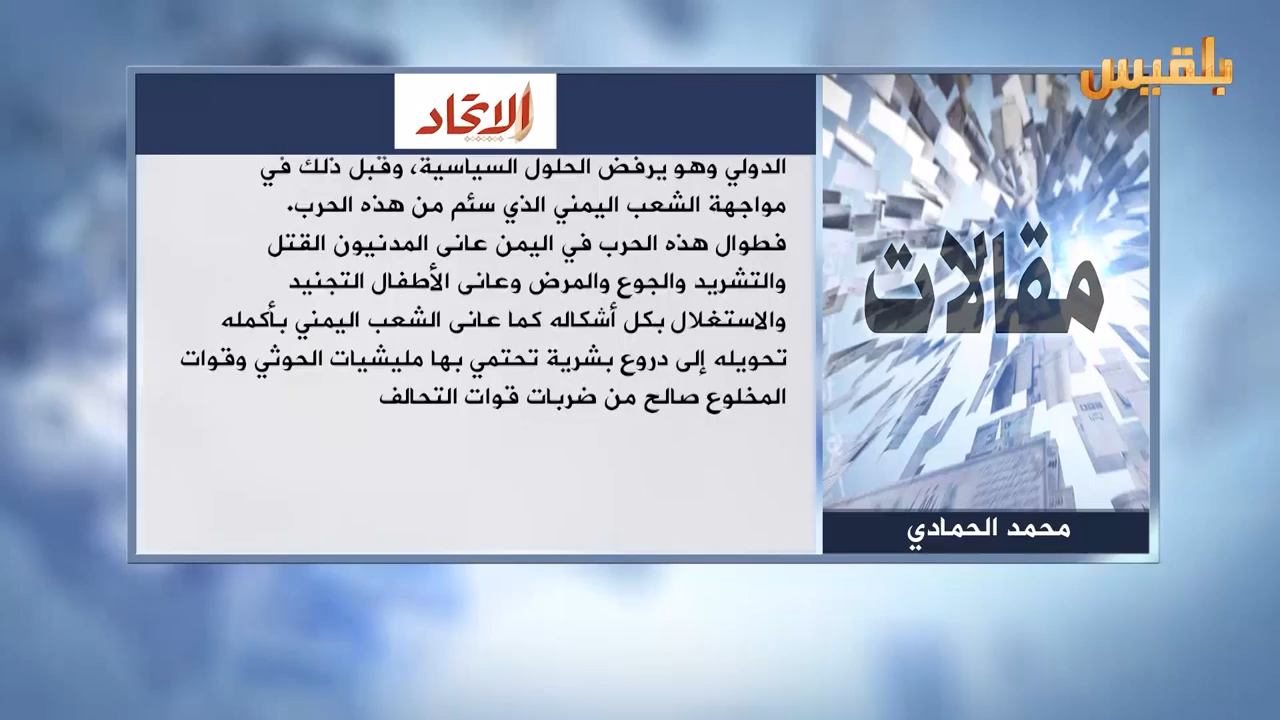 بلقيس
الاتحاد
الدولي وهو يرفض الحلول السياسية، وقبل ذلك في
مواجهة الشعب اليمني الذي سئم من هذه الحرب.
فطوال هذه الحرب في اليمن عانى المدنيون القتل
والتشريد والجوع والمرض وعانى الأطفال التجنيد
والاستغلال بكل أشكاله كما عانى الشعب اليمني بأكمله
تحويله إلى دروع بشرية تحتمي بها مليشيات الحوثي وقوات
المخلوع صالح من ضربات قوات التحالف
مقالات
محمد الحمادي